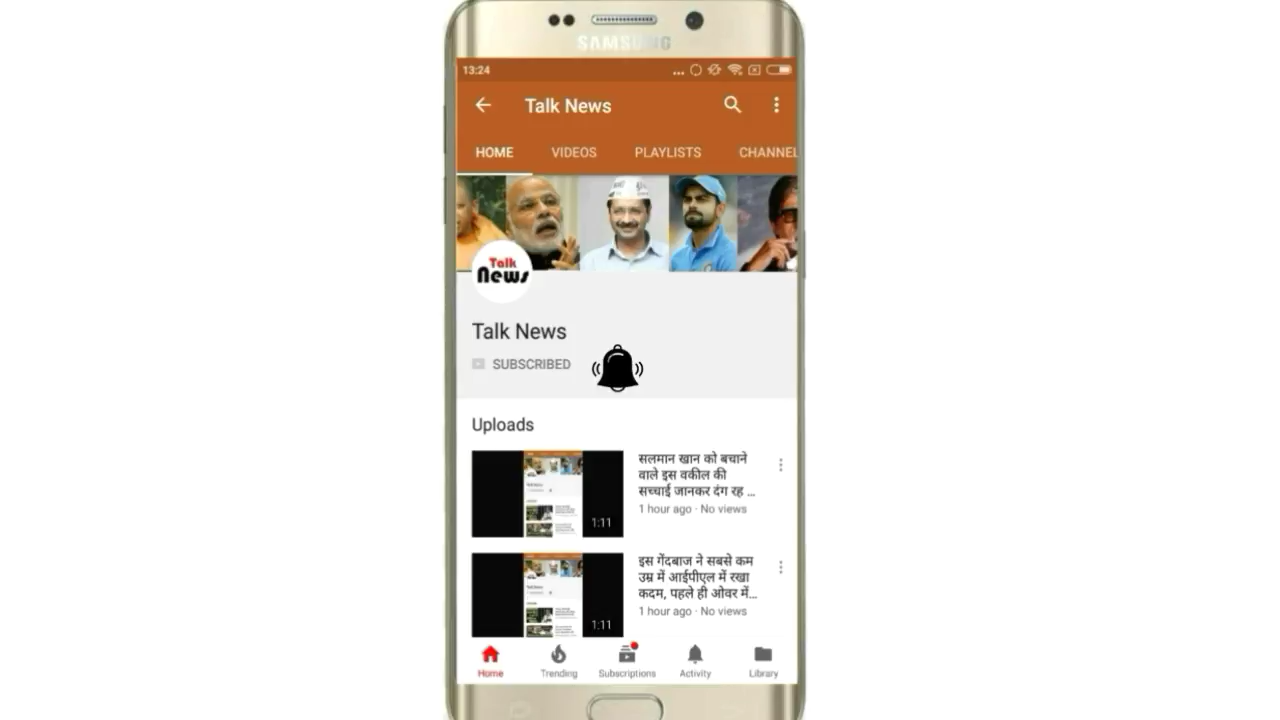 SAMSUNG
13:24
Talk News
HOME VIDEOS PLAYLISTS CHANNEL
Talk
News
Talk News
SUBSCRIBED
Uploads
सलमान खान को बचाने
वाले इस वकील की
सच्चाई जानकर दंग रह ...
1 hour ago · No views
1:11
इस गेंदबाज ने सबसे कम
उम्र में आईपीएल में रखा
कदम, पहले ही ओवर में...
1 hour ago · No views
1:11
Home Trending Subscriptions Activity Library